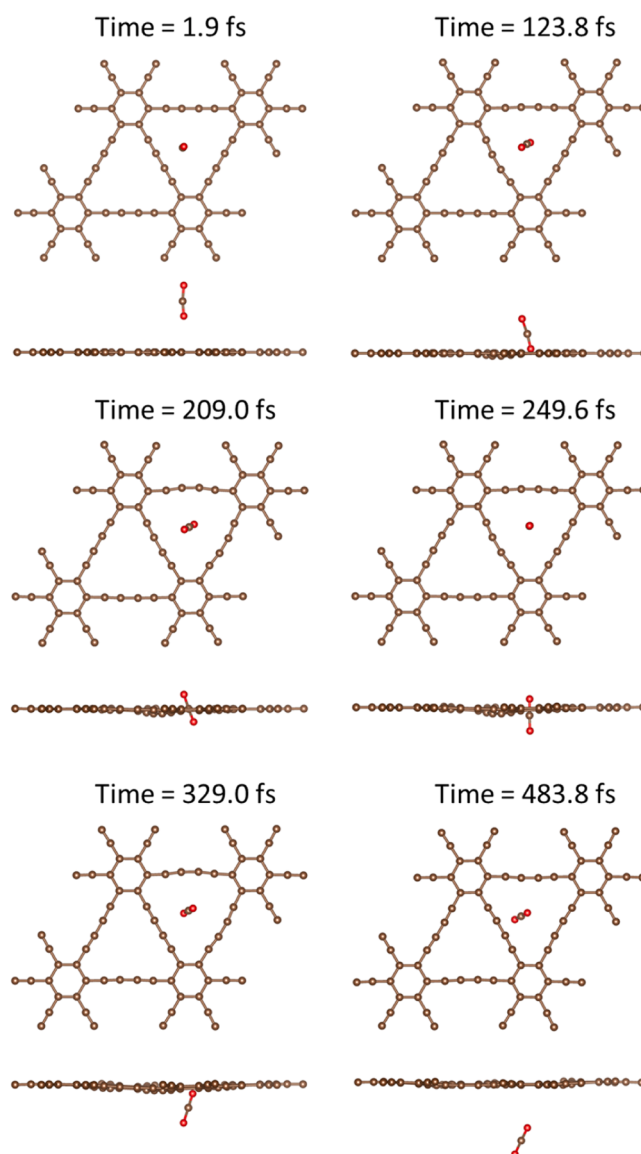 Time = 1.9 fs
Time = 123.8 fs
Time = 209.0 fs
Time = 249.6 fs
Time = 329.0 fs
Time = 483.8 fs